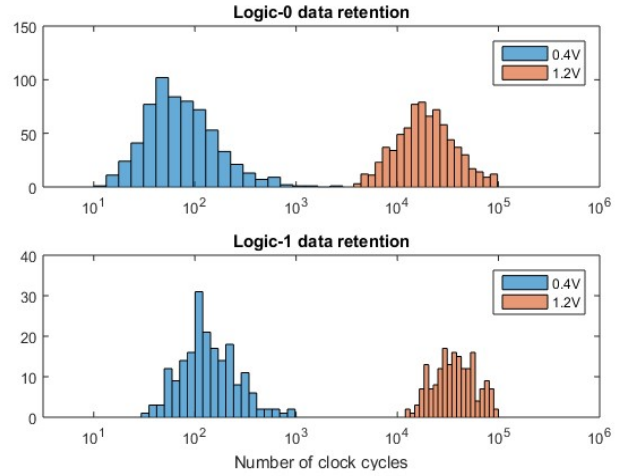 Logic-0 data retention
150
100
50
0
0.4V
1.2V
10^1 10^2 10^3 10^4 10^5 10^6
Logic-1 data retention
40
30
20
10
0
0.4V
1.2V
10^1 10^2 10^3 10^4 10^5 10^6
Number of clock cycles